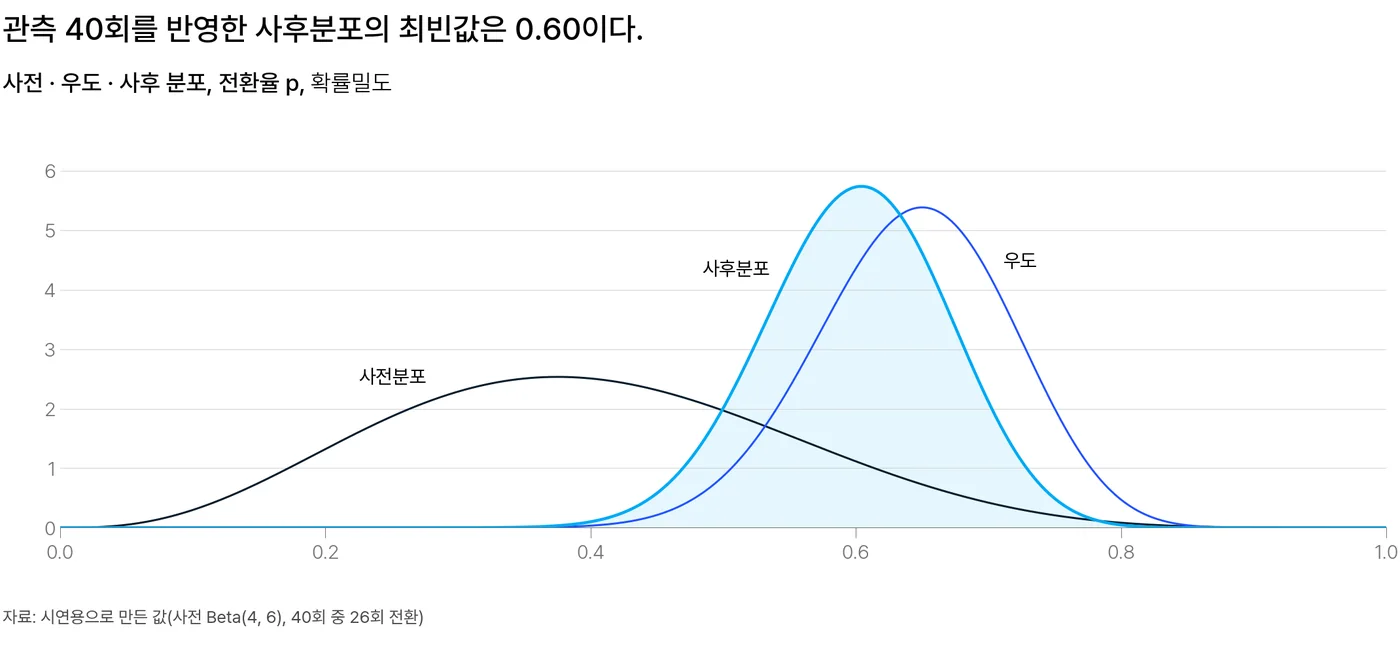 관측 40회를 반영한 사후분포의 최빈값은 0.60이다.
사전 · 우도 · 사후 분포, 전환율 p, 확률밀도
6
5
4
3
2
1
0
사후분포
우도
사전분포
0.0 0.2 0.4 0.6 0.8 1.0
자료: 시연용으로 만든 값(사전 Beta(4, 6), 40회 중 26회 전환)